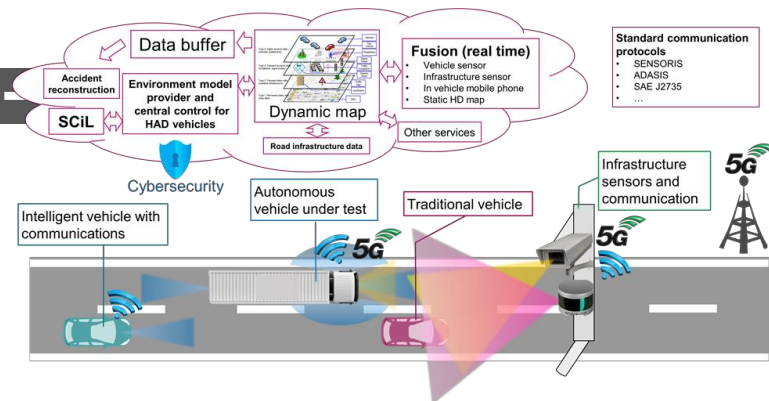 Data buffer
Accident
reconstruction
Environment model
provider and
central control for
HAD vehicles
SCiL
Dynamic map
Road infrastructure data
Fusion (real time)
• Vehicle sensor
• Infrastructure sensor
• In vehicle mobile phone
• Static HD map
Other services
Standard communication
protocols
• SENSORIS
• ADASIS
• SAE J2735
• …
Cybersecurity
Intelligent vehicle with
communications
Autonomous
vehicle under test
Traditional vehicle
Infrastructure
sensors and
communication
5G
5G
5G